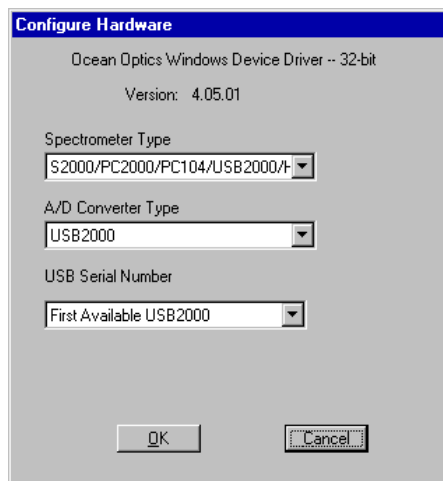 Configure Hardware
Ocean Optics Windows Device Driver -- 32-bit
Version: 4.05.01
Spectrometer Type
S2000/PC2000/PC104/USB2000/H
A/D Converter Type
USB2000
USB Serial Number
First Available USB2000
OK Cancel